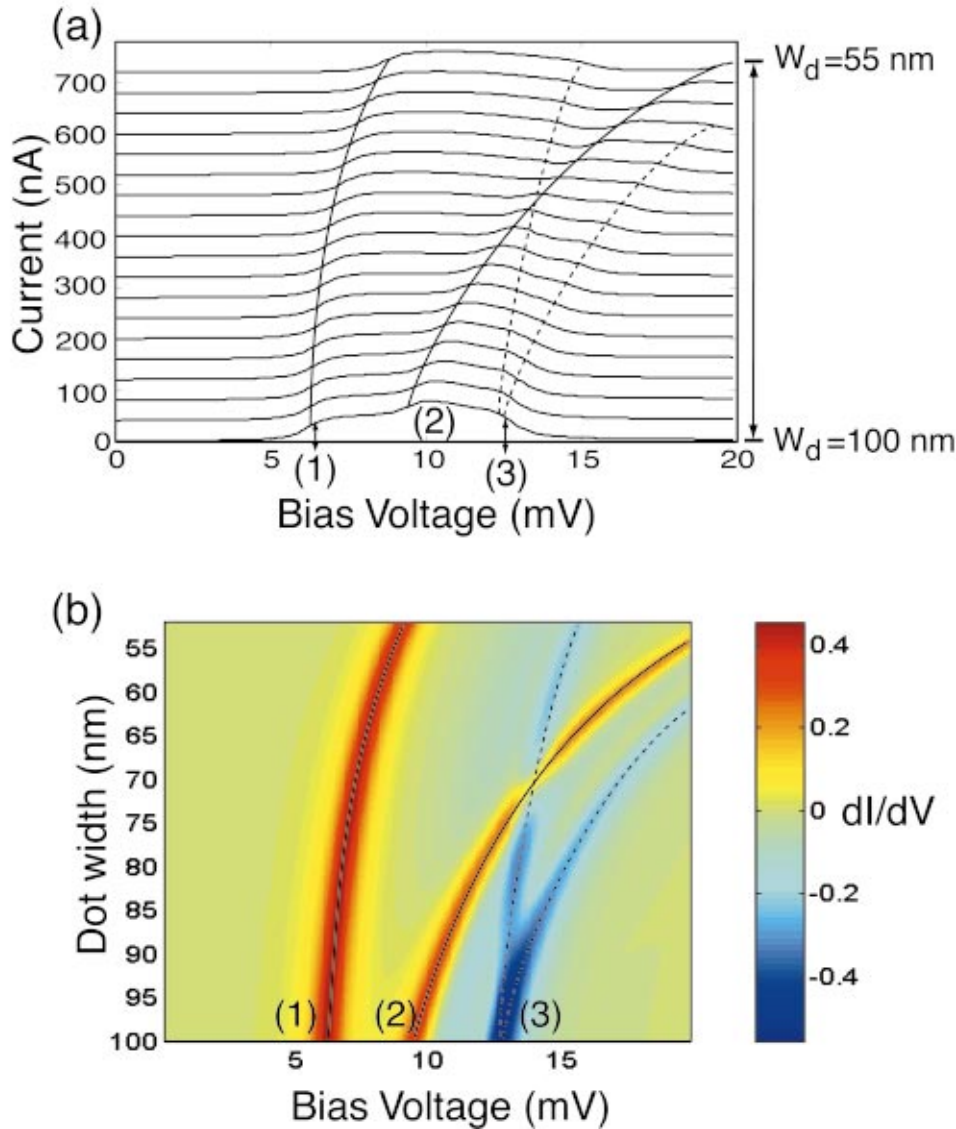 (a)
Current (nA)
700
600
500
400
300
200
100
0
0 5 10 15 20
(1) (2) (3)
Bias Voltage (mV)
W_d=55 nm
W_d=100 nm
(b)
Dot width (nm)
55
60
65
70
75
80
85
90
95
100
(1) (2) (3)
5 10 15
Bias Voltage (mV)
0.4
0.2
0
-0.2
-0.4
dI/dV